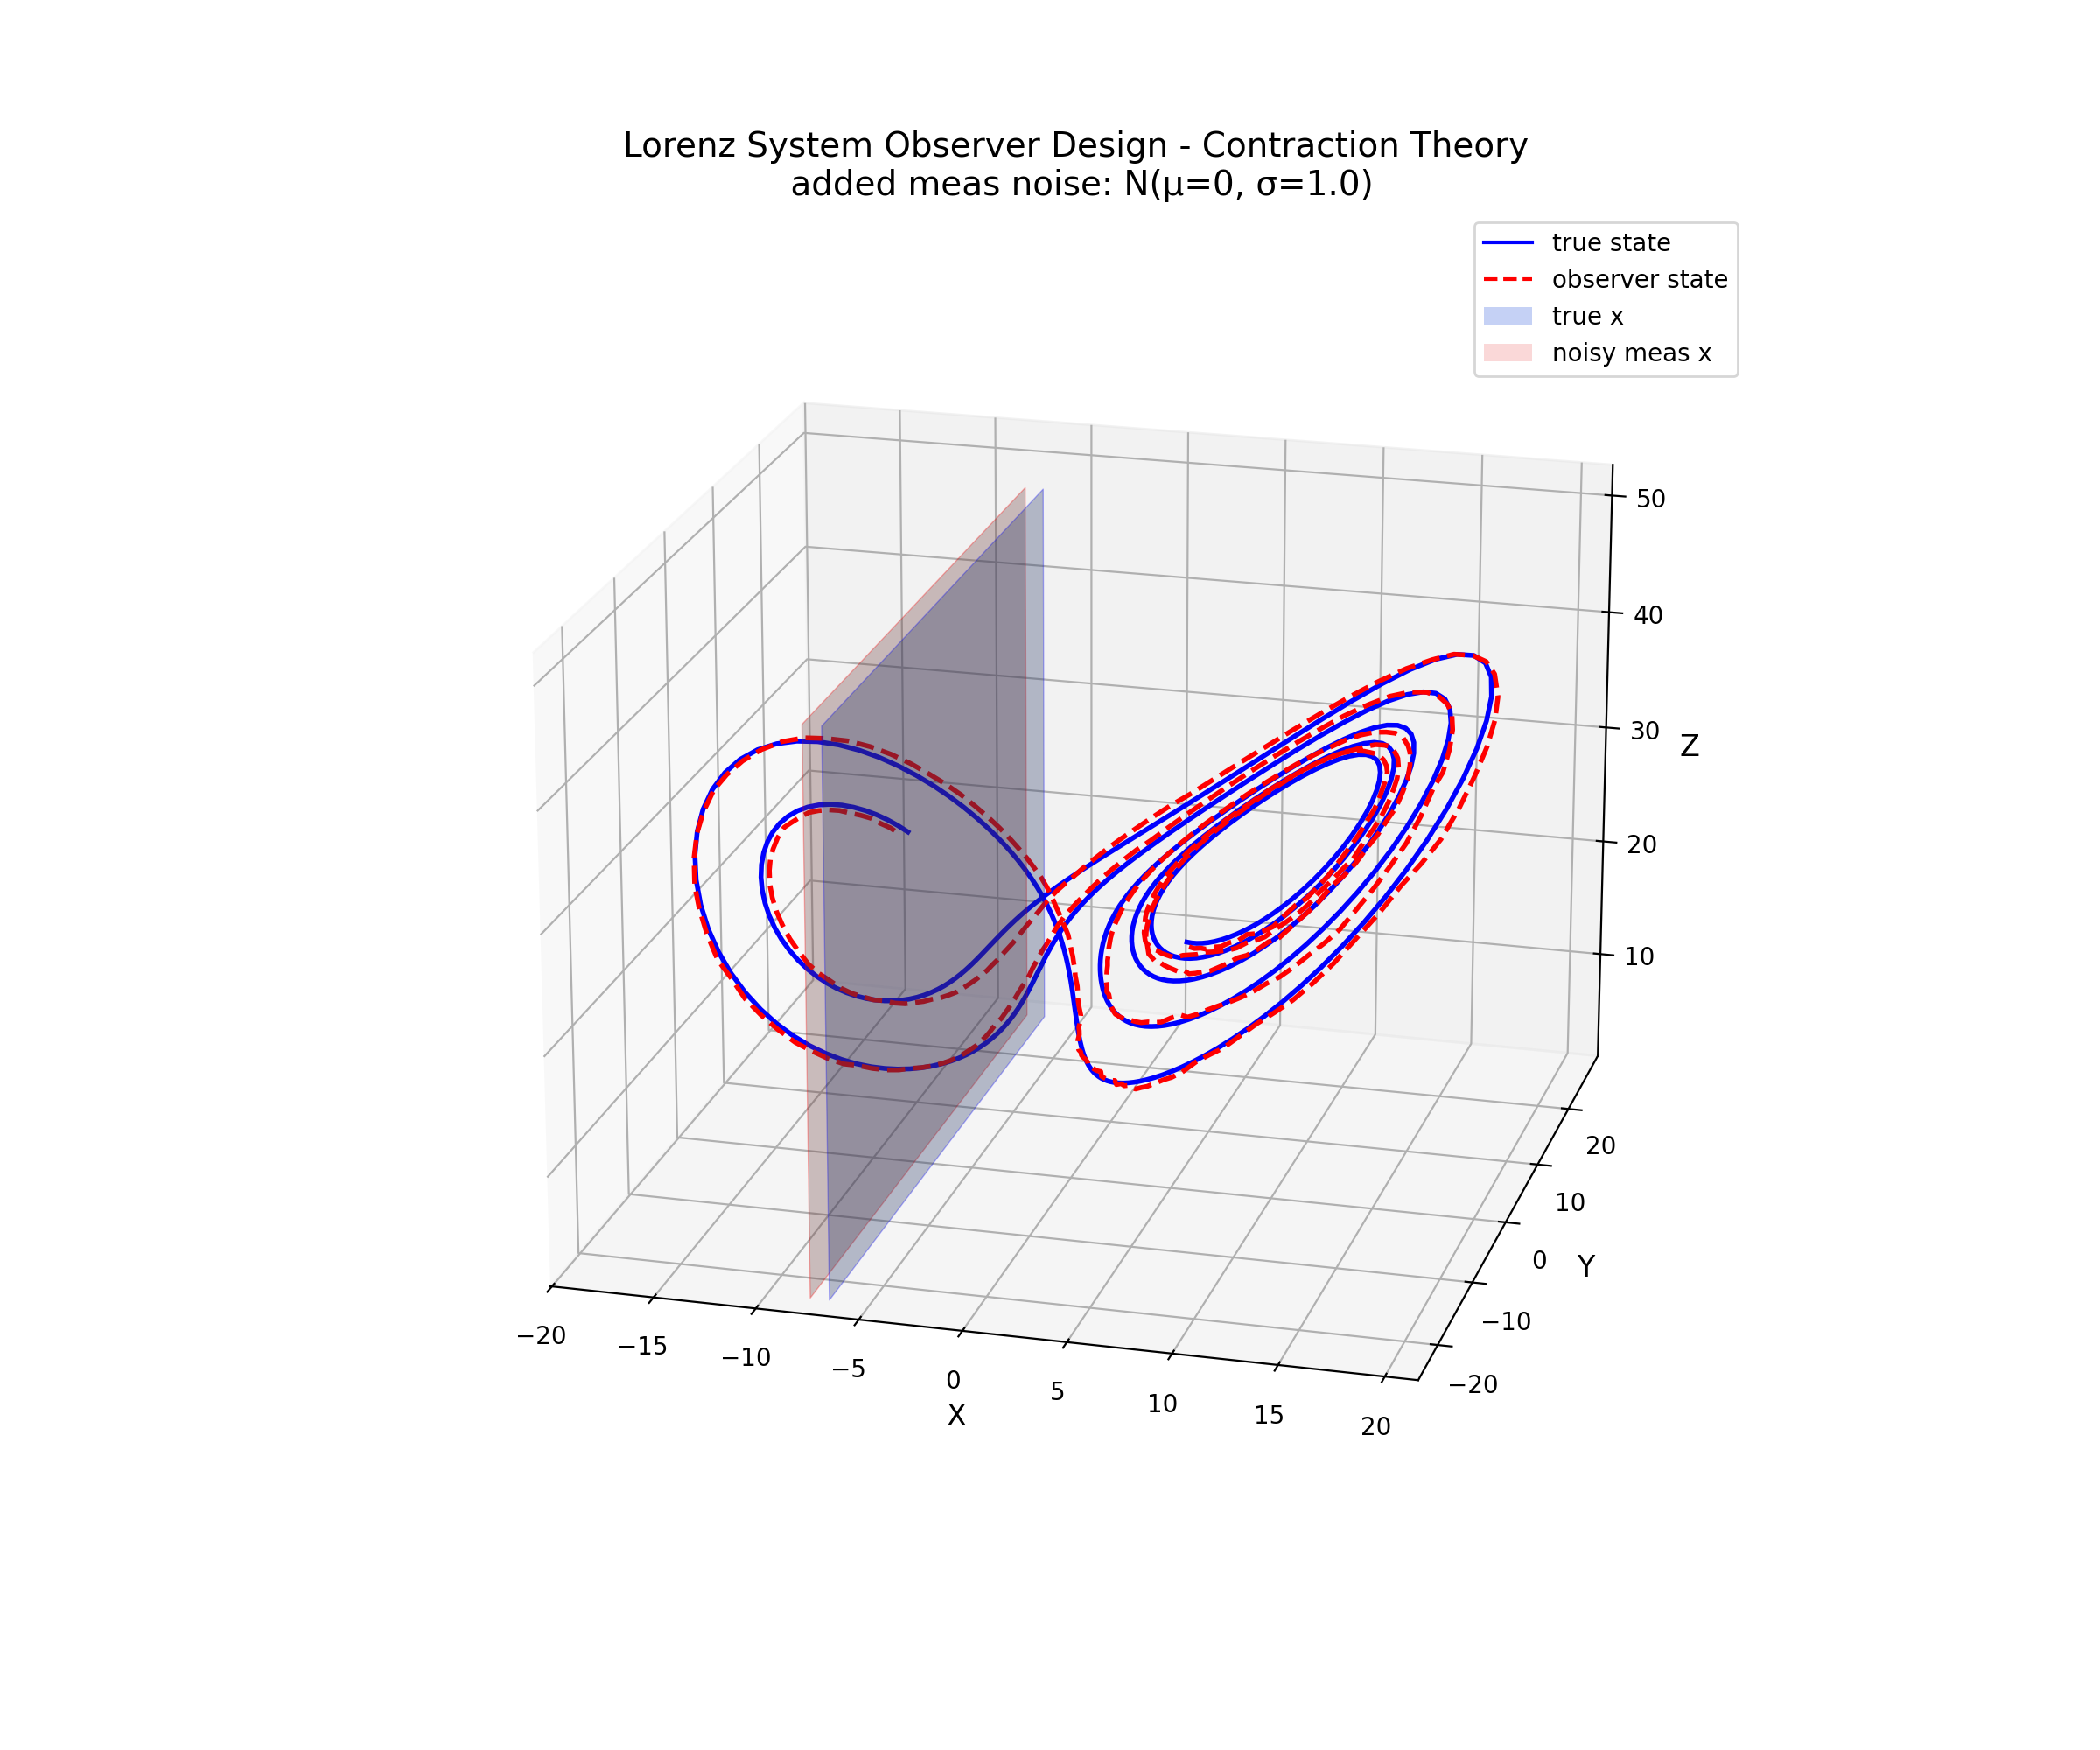 Lorenz System Observer Design - Contraction Theory
added meas noise: N(μ=0, σ=1.0)
true state
observer state
true x
noisy meas x
50
40
30
Z
20
10
20
10
0
Y
−10
−20
−20
−15
−10
−5
0
5
10
15
20
X